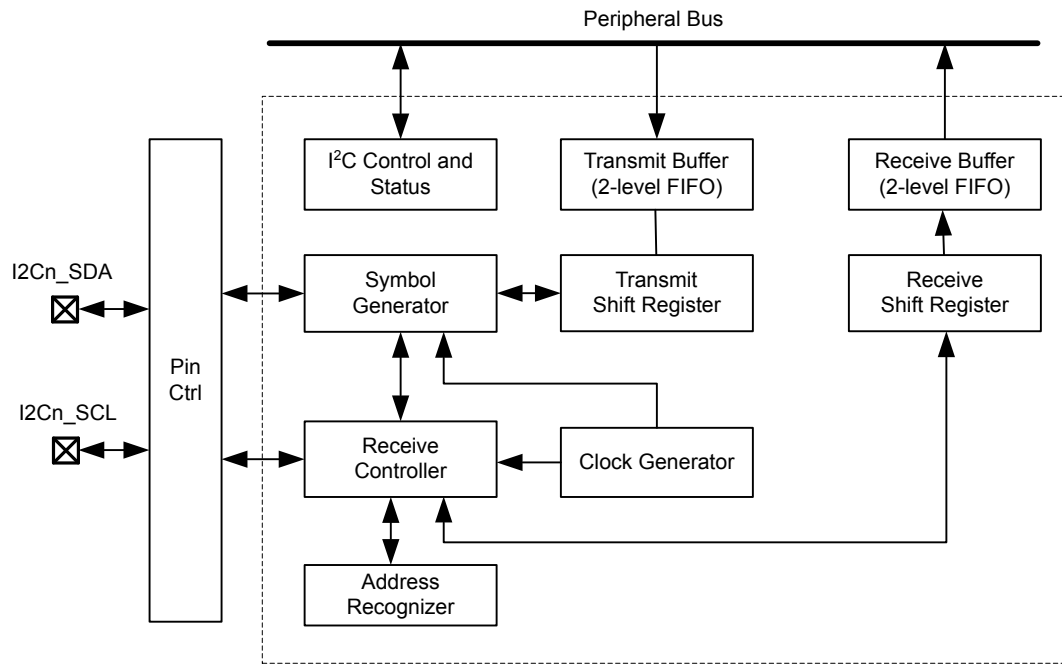 Peripheral Bus
I²C Control and
Status
Transmit Buffer
(2-level FIFO)
Receive Buffer
(2-level FIFO)
I2Cn_SDA
Symbol
Generator
Transmit
Shift Register
Receive
Shift Register
Pin
Ctrl
I2Cn_SCL
Receive
Controller
Clock Generator
Address
Recognizer